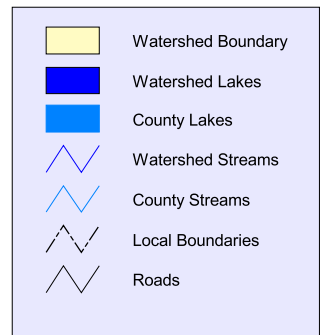 Watershed Boundary
Watershed Lakes
County Lakes
Watershed Streams
County Streams
Local Boundaries
Roads